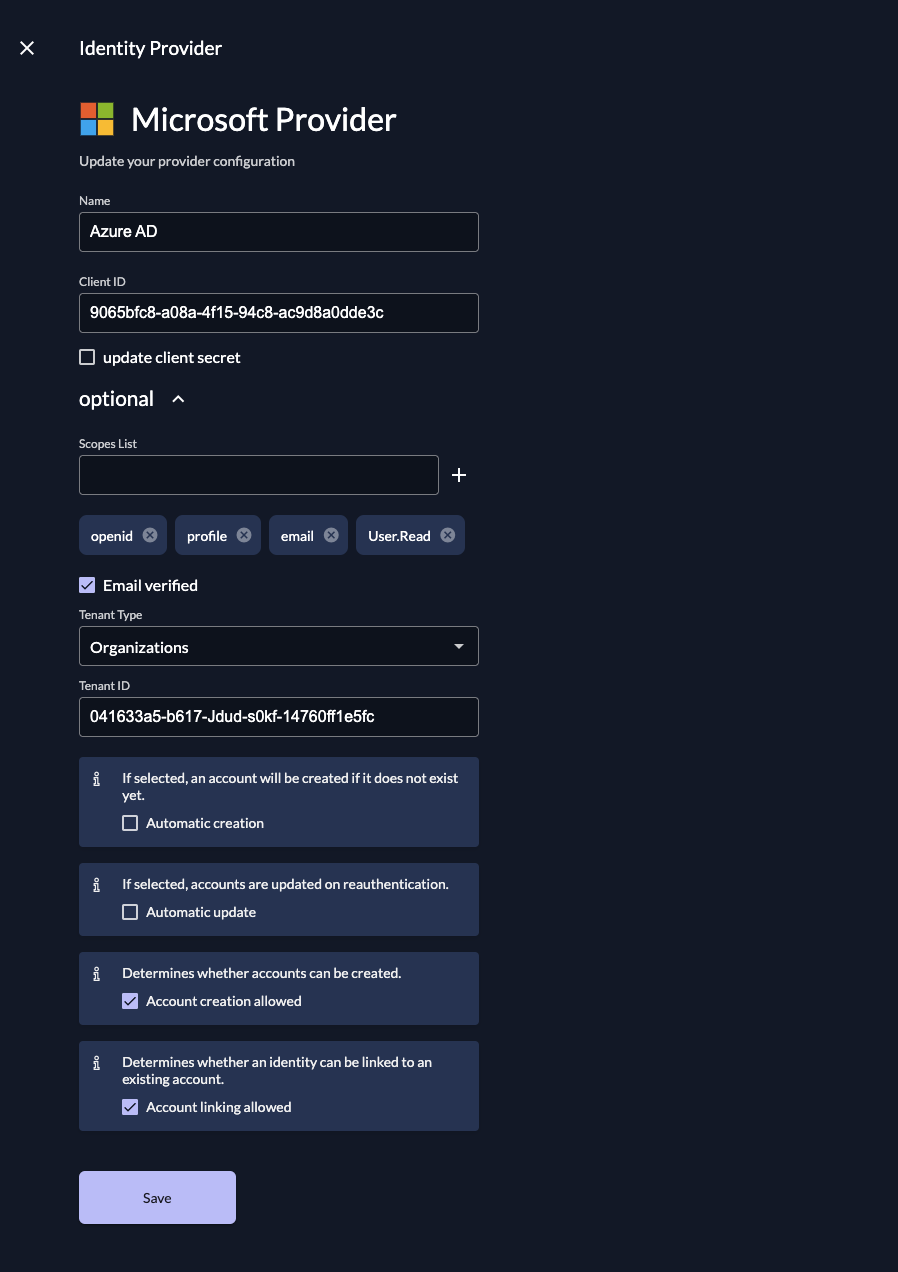 Identity Provider
Microsoft Provider
Update your provider configuration
Name
Azure AD
Client ID
9065bfc8-a08a-4f15-94c8-ac9d8a0dde3c
update client secret
optional
Scopes List
openid profile email User.Read
Email verified
Tenant Type
Organizations
Tenant ID
041633a5-b617-Jdud-s0kf-14760ff1e5fc
If selected, an account will be created if it does not exist
yet.
Automatic creation
If selected, accounts are updated on reauthentication.
Automatic update
Determines whether accounts can be created.
Account creation allowed
Determines whether an identity can be linked to an
existing account.
Account linking allowed
Save